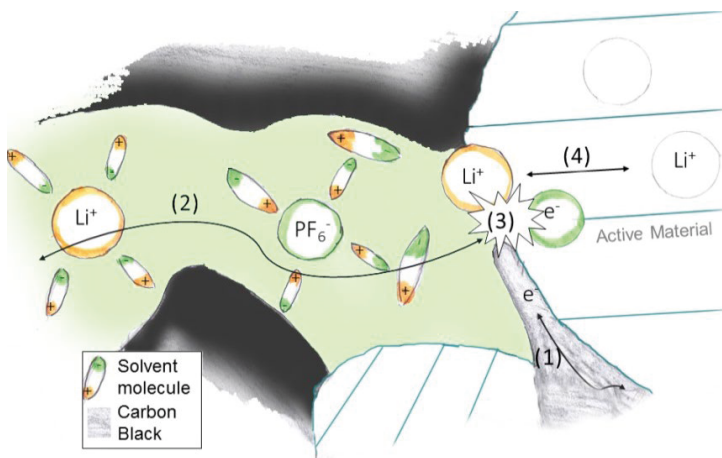 Li⁺
(2)
PF₆⁻
Li⁺
(3)
e⁻
(4)
Li⁺
Active Material
e⁻
(1)
Solvent
molecule
Carbon
Black